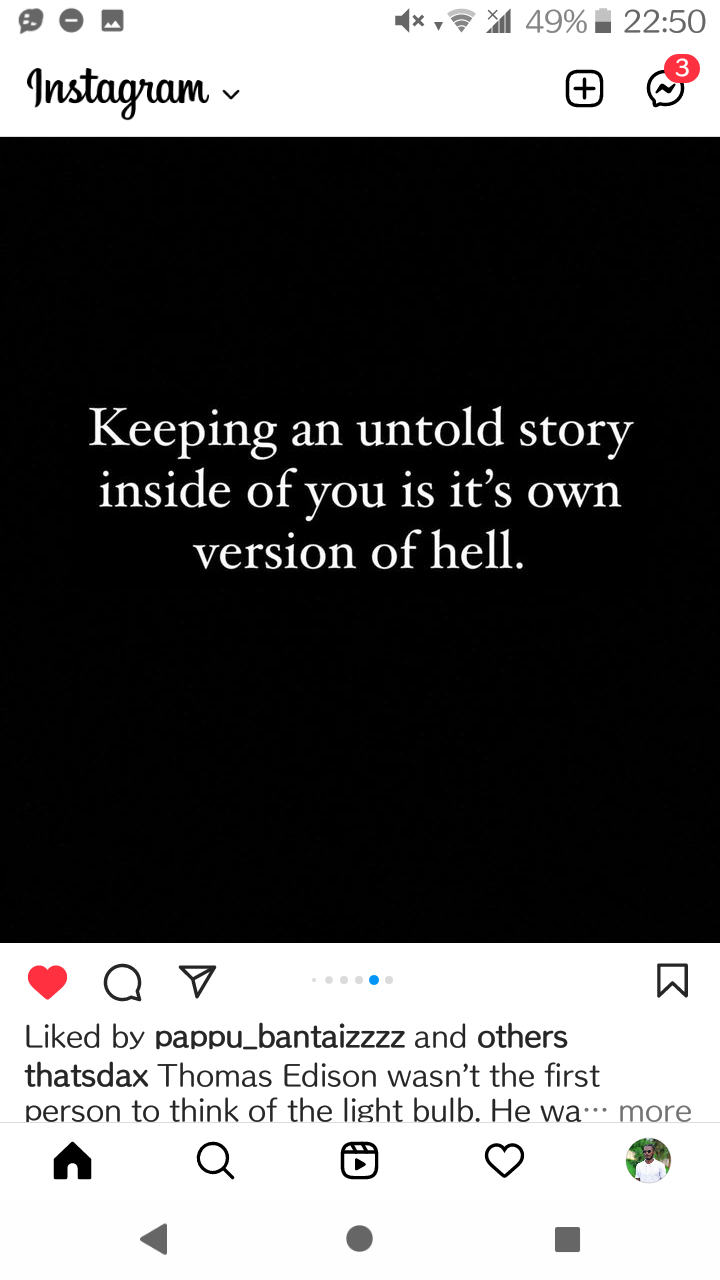 49% 22:50
Instagram
3
Keeping an untold story
inside of you is it’s own
version of hell.
Liked by pappu_bantaizzzz and others
thatsdax Thomas Edison wasn’t the first
person to think of the light bulb. He wa… more